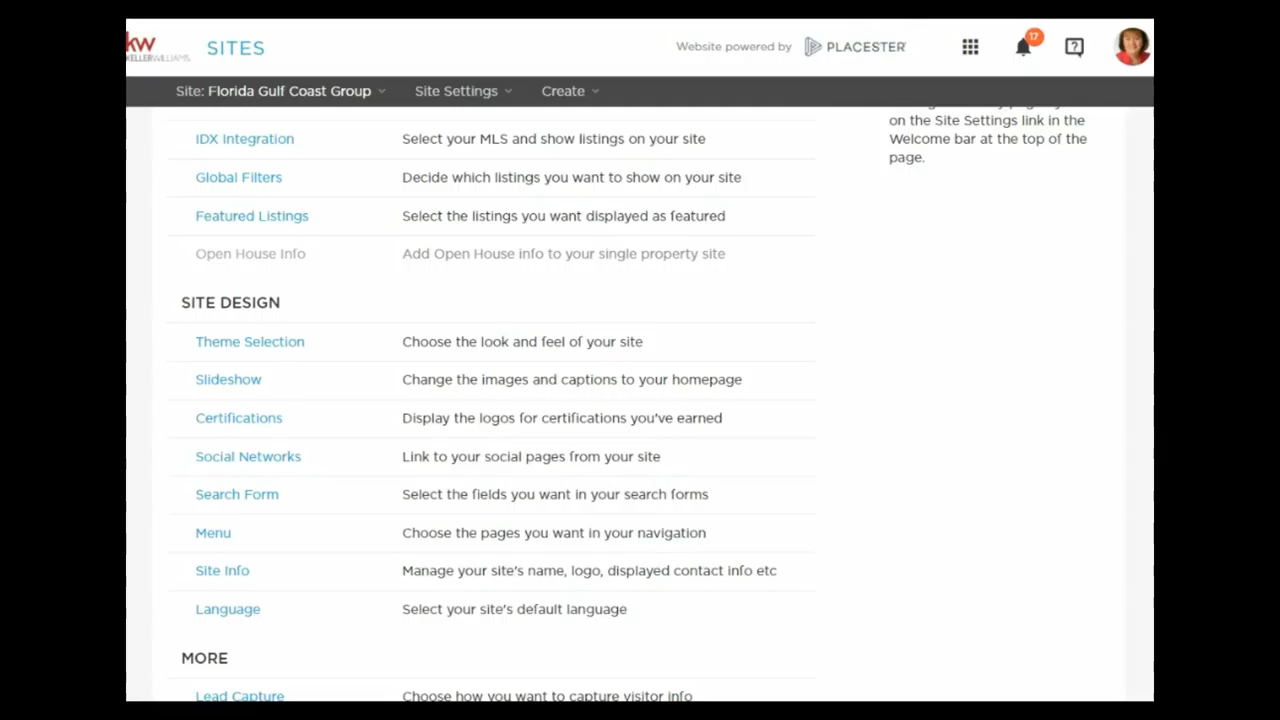 kw
KELLERWILLIAMS.
SITES
Website powered by
PLACESTER
17
?
Site: Florida Gulf Coast Group
Site Settings
Create
on the Site Settings link in the
Welcome bar at the top of the
page.
IDX Integration
Select your MLS and show listings on your site
Global Filters
Decide which listings you want to show on your site
Featured Listings
Select the listings you want displayed as featured
Open House Info
Add Open House info to your single property site
SITE DESIGN
Theme Selection
Choose the look and feel of your site
Slideshow
Change the images and captions to your homepage
Certifications
Display the logos for certifications you've earned
Social Networks
Link to your social pages from your site
Search Form
Select the fields you want in your search forms
Menu
Choose the pages you want in your navigation
Site Info
Manage your site's name, logo, displayed contact info etc
Language
Select your site's default language
MORE
Lead Capture
Choose how you want to capture visitor info